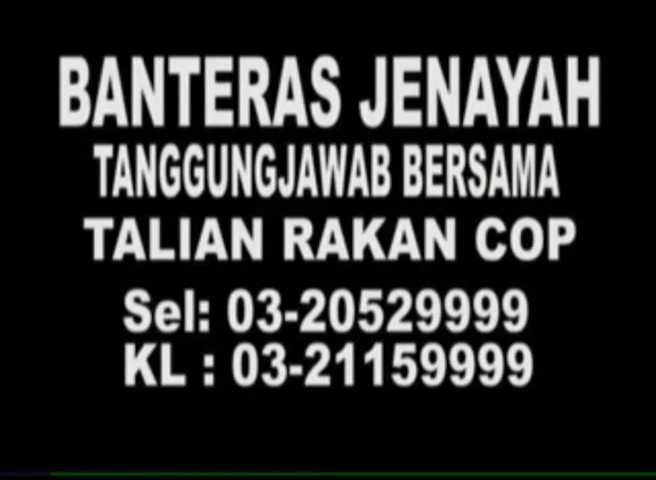 BANTERAS JENAYAH
TANGGUNGJAWAB BERSAMA
TALIAN RAKAN COP
Sel: 03-20529999
KL : 03-21159999